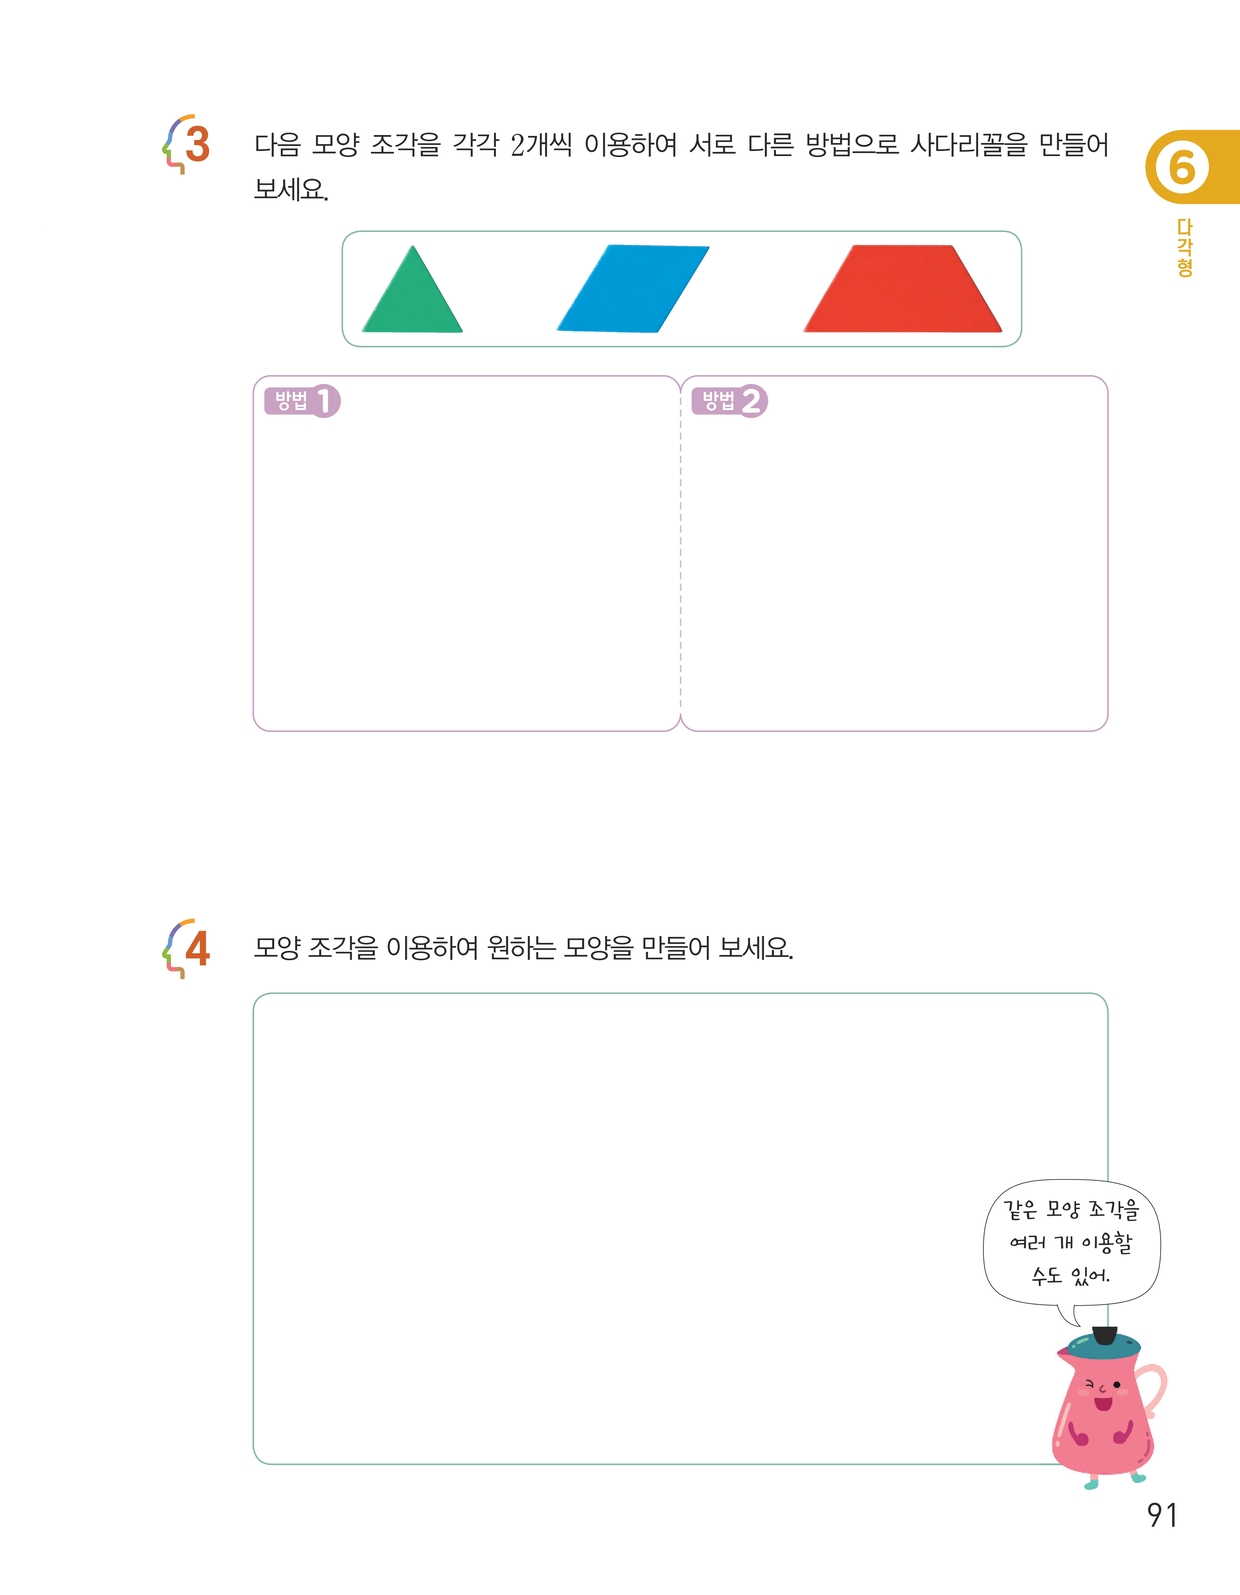 3
다음 모양 조각을 각각 2개씩 이용하여 서로 다른 방법으로 사다리꼴을 만들어
보세요.
6
다각형
방법 1
방법 2
4
모양 조각을 이용하여 원하는 모양을 만들어 보세요.
같은 모양 조각을
여러 개 이용할
수도 있어.
91